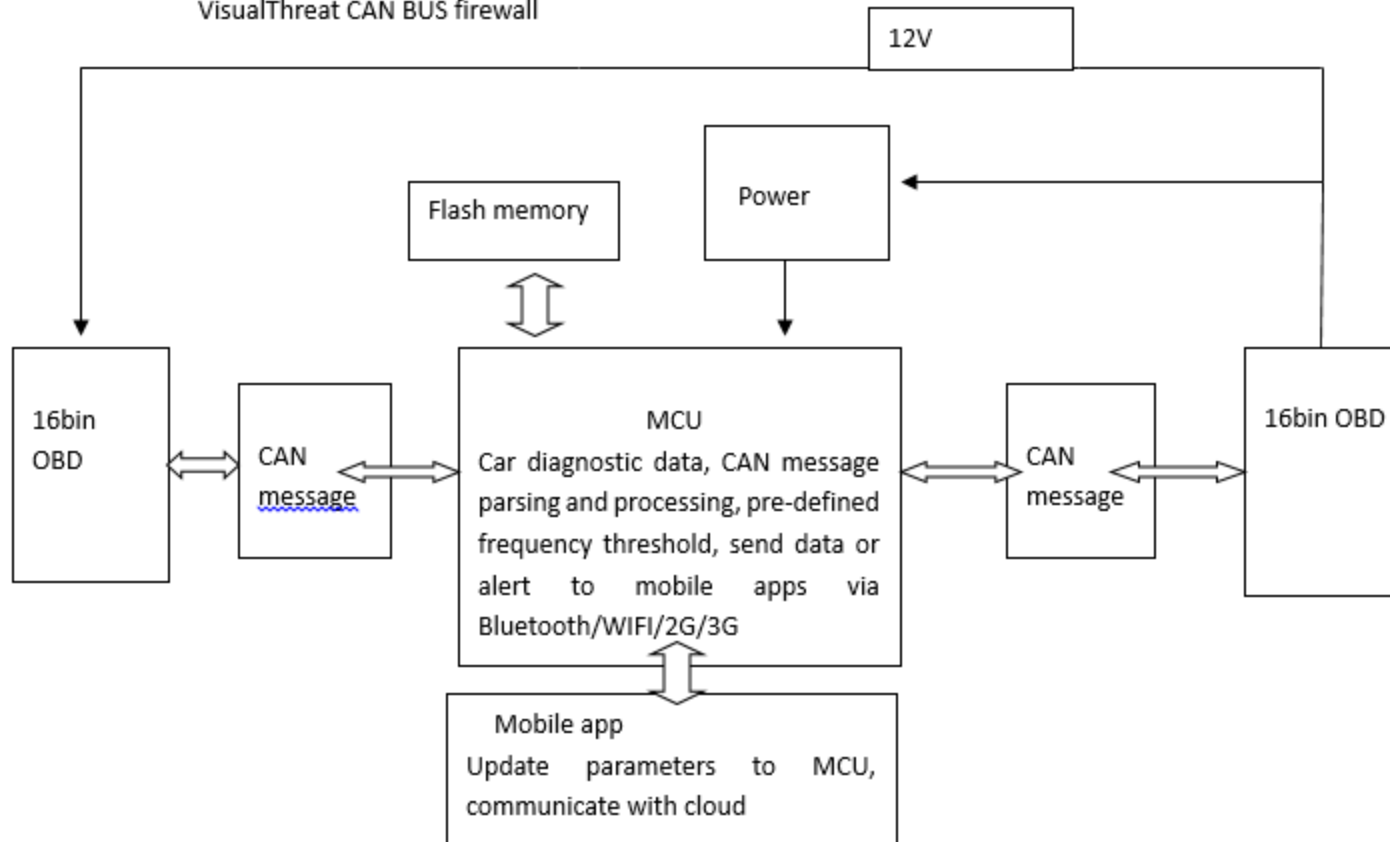 VisualThreat CAN BUS firewall
12V
Power
Flash memory
16bin
OBD
CAN
message
MCU
Car diagnostic data, CAN message
parsing and processing, pre-defined
frequency threshold, send data or
alert to mobile apps via
Bluetooth/WIFI/2G/3G
CAN
message
16bin OBD
Mobile app
Update parameters to MCU,
communicate with cloud